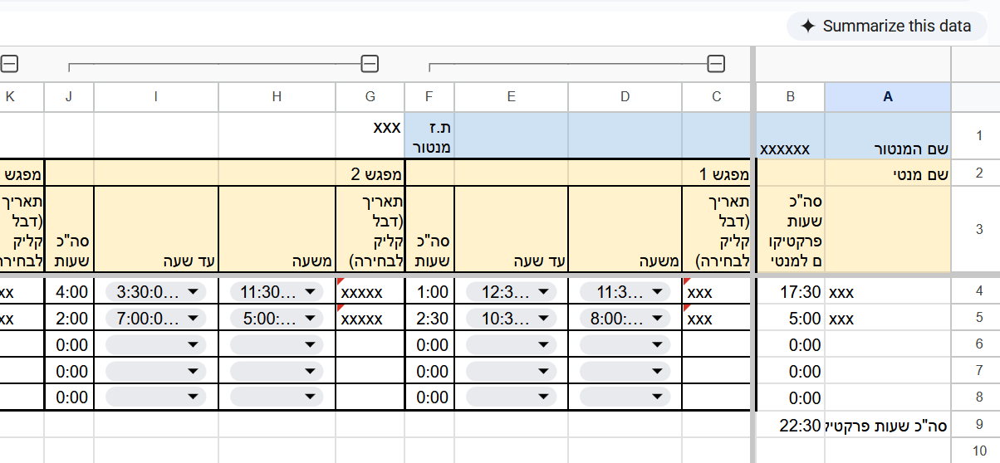 Summarize this data
A B C D E F G H I J K
1 שם המנטור xxxxxx ת.ז מנטור xxx
2 שם מנטי מפגש 1 מפגש 2 מפגש
3 סה"כ שעות פרקטיקום למנטי תאריך (דבל קליק לבחירה) משעה עד שעה סה"כ שעות תאריך (דבל קליק לבחירה) משעה עד שעה סה"כ שעות תאריך (דבל קליק
4 xxx 17:30 xxx 11:3... 12:3... 1:00 xxxxx 11:30... 3:30:0... 4:00
5 xxx 5:00 xxx 8:00:... 10:3... 2:30 xxxxx 5:00:... 7:00:0... 2:00
6 0:00 0:00 0:00
7 0:00 0:00 0:00
8 0:00 0:00 0:00
9 סה"כ שעות 22:30
10